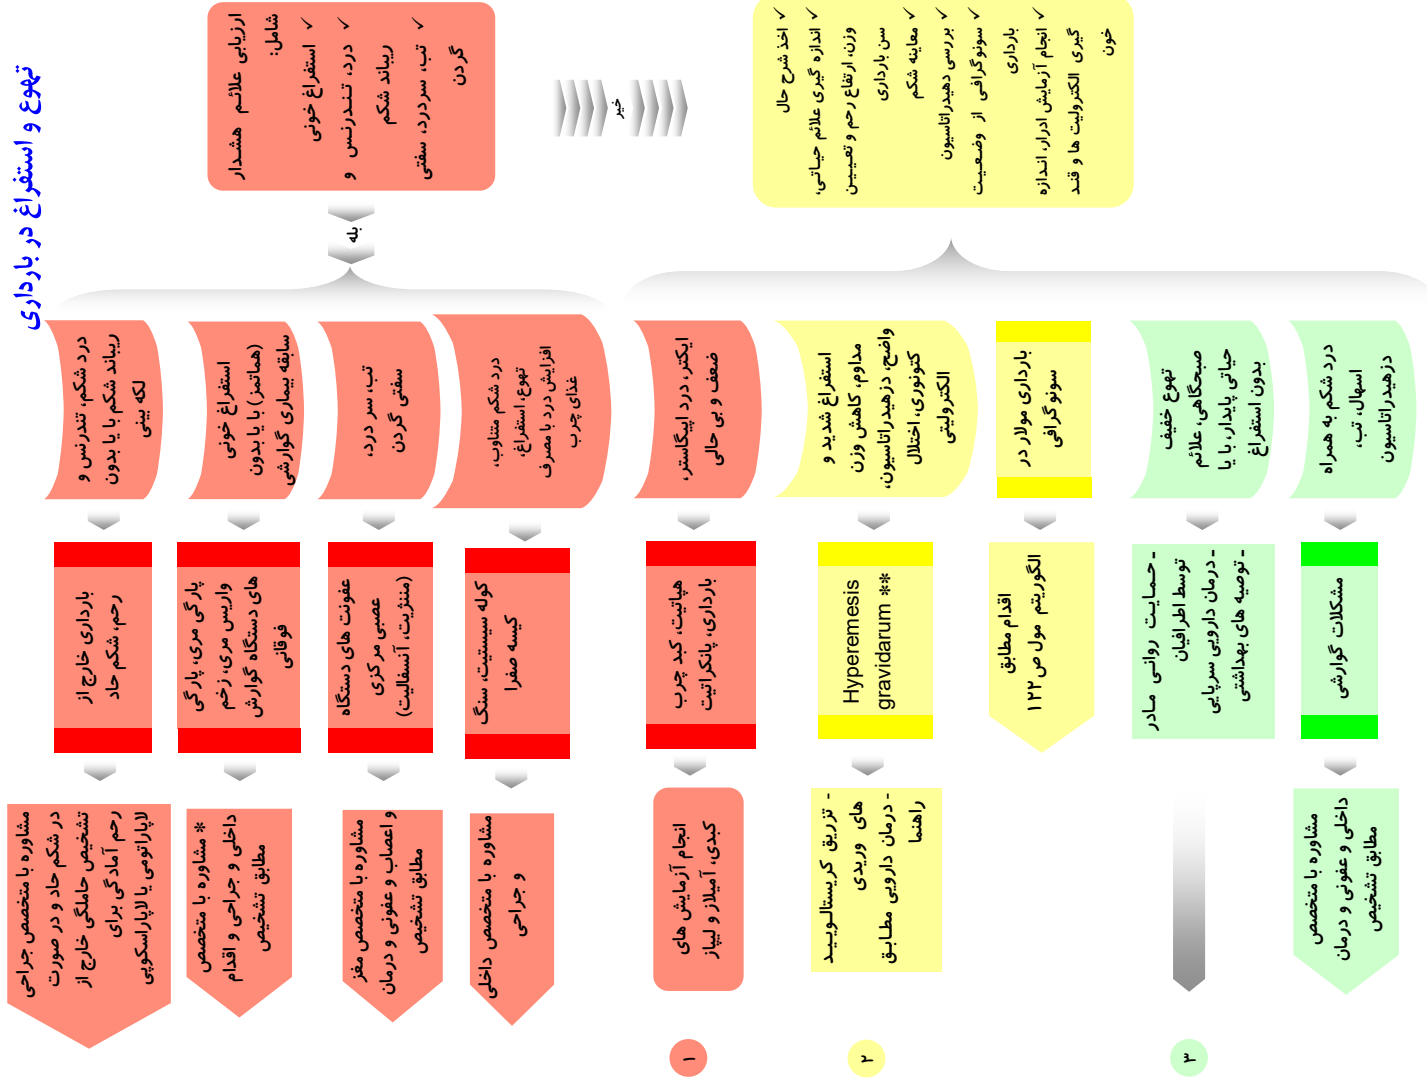 تهوع و استفراغ در بارداری
ارزیابی علائم هشدار
شامل:
✓ استفراغ خونی
✓ درد، تندرنس و
ریباند شکم
✓ تب، سردرد، سفتی
گردن
بله
خیر
✓ اخذ شرح حال
✓ اندازه گیری علائم حیاتی،
وزن، ارتفاع رحم و تعیین
سن بارداری
✓ معاینه شکم
✓ بررسی دهیدراتاسیون
✓ سونوگرافی از وضعیت
بارداری
✓ انجام آزمایش ادرار، اندازه
گیری الکترولیت ها و قند
خون
درد شکم، تندرنس و
ریباند شکم با یا بدون
لکه بینی
بارداری خارج از
رحم، شکم حاد
مشاوره با متخصص جراحی
در شکم حاد و در صورت
تشخیص حاملگی خارج از
رحم آمادگی برای
لاپاراتومی یا لاپاراسکوپی
استفراغ خونی
(هماتمز) با یا بدون
سابقه بیماری گوارشی
پارگی مری، پارگی
واریس مری، زخم
های دستگاه گوارش
فوقانی
* مشاوره با متخصص
داخلی و جراحی و اقدام
مطابق تشخیص
تب، سر درد،
سفتی گردن
عفونت های دستگاه
عصبی مرکزی
(مننژیت، آنسفالیت)
مشاوره با متخصص مغز
و اعصاب و عفونی و درمان
مطابق تشخیص
درد شکم متناوب،
تهوع، استفراغ،
افزایش درد با مصرف
غذای چرب
کوله سیستیت، سنگ
کیسه صفرا
مشاوره با متخصص داخلی
و جراحی
ایکتر، درد اپیگاستر،
ضعف و بی حالی
هپاتیت، کبد چرب
بارداری، پانکراتیت
انجام آزمایش های
کبدی، آمیلاز و لیپاز
استفراغ شدید و
مداوم، کاهش وزن
واضح، دزهیدراتاسیون،
کتونوری، اختلال
الکترولیتی
Hyperemesis
gravidarum **
- تزریق کریستالویید
های وریدی
- درمان دارویی مطابق
راهنما
بارداری مولار در
سونوگرافی
اقدام مطابق
الگوریتم مول ص ۱۲۲
تهوع خفیف
صبحگاهی، علائم
حیاتی پایدار، با یا
بدون استفراغ
- حمایت روانی مادر
توسط اطرافیان
- درمان دارویی سرپایی
- توصیه های بهداشتی
درد شکم به همراه
اسهال، تب،
دزهیدراتاسیون
مشکلات گوارشی
مشاوره با متخصص
داخلی و عفونی و درمان
مطابق تشخیص
۱
۲
۳